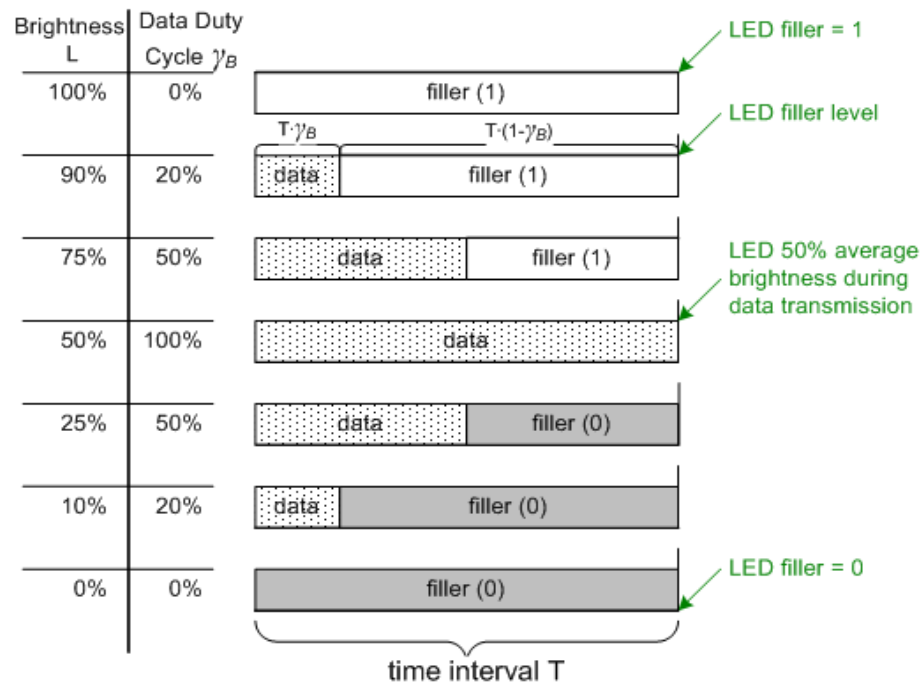 Brightness L
Data Duty Cycle γB
LED filler = 1
100% 0% filler (1)
LED filler level
T·γB T·(1-γB)
90% 20% data filler (1)
75% 50% data filler (1)
LED 50% average
brightness during
data transmission
50% 100% data
25% 50% data filler (0)
10% 20% data filler (0)
LED filler = 0
0% 0% filler (0)
time interval T